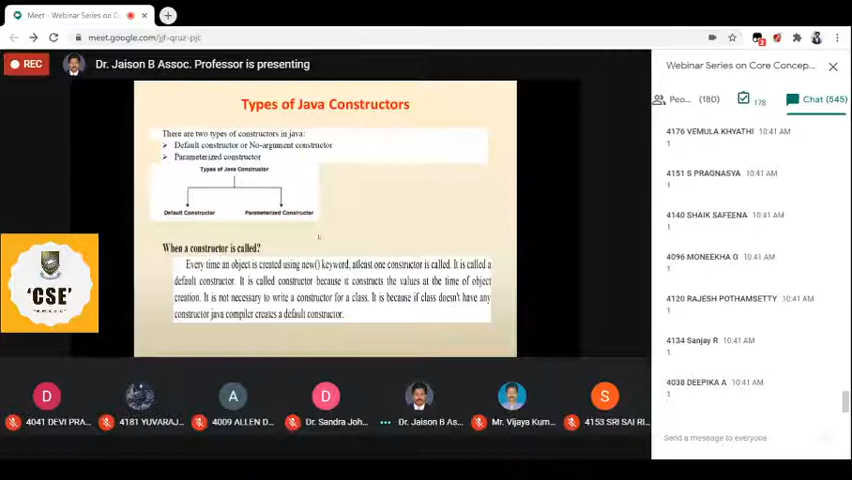 Meet - Webinar Series on Core C
meet.google.com/jjf-qruz-pjc
2
REC
Dr. Jaison B Assoc. Professor is presenting
Webinar Series on Core Concep...
Peo... (180)
178
Chat (545)
Types of Java Constructors
There are two types of constructors in java:
Default constructor or No-argument constructor
Parameterized constructor
Types of Java Constructor
Default Constructor
Parameterized Constructor
When a constructor is called?
Every time an object is created using new() keyword, atleast one constructor is called. It is called a
default constructor. It is called constructor because it constructs the values at the time of object
creation. It is not necessary to write a constructor for a class. It is because if class doesn't have any
constructor java compiler creates a default constructor.
'CSE'
4176 VEMULA KHYATHI 10:41 AM
1
4151 S PRAGNASYA 10:41 AM
1
4140 SHAIK SAFEENA 10:41 AM
1
4096 MONEEKHA G 10:41 AM
1
4120 RAJESH POTHAMSETTY 10:41 AM
1
4134 Sanjay R 10:41 AM
1
4038 DEEPIKA A 10:41 AM
1
Send a message to everyone
D
A
D
S
4041 DEVI PRA...
4181 YUVARAJ...
4009 ALLEN D...
Dr. Sandra Joh...
Dr. Jaison B As...
Mr. Vijaya Kum...
4153 SRI SAI RI...